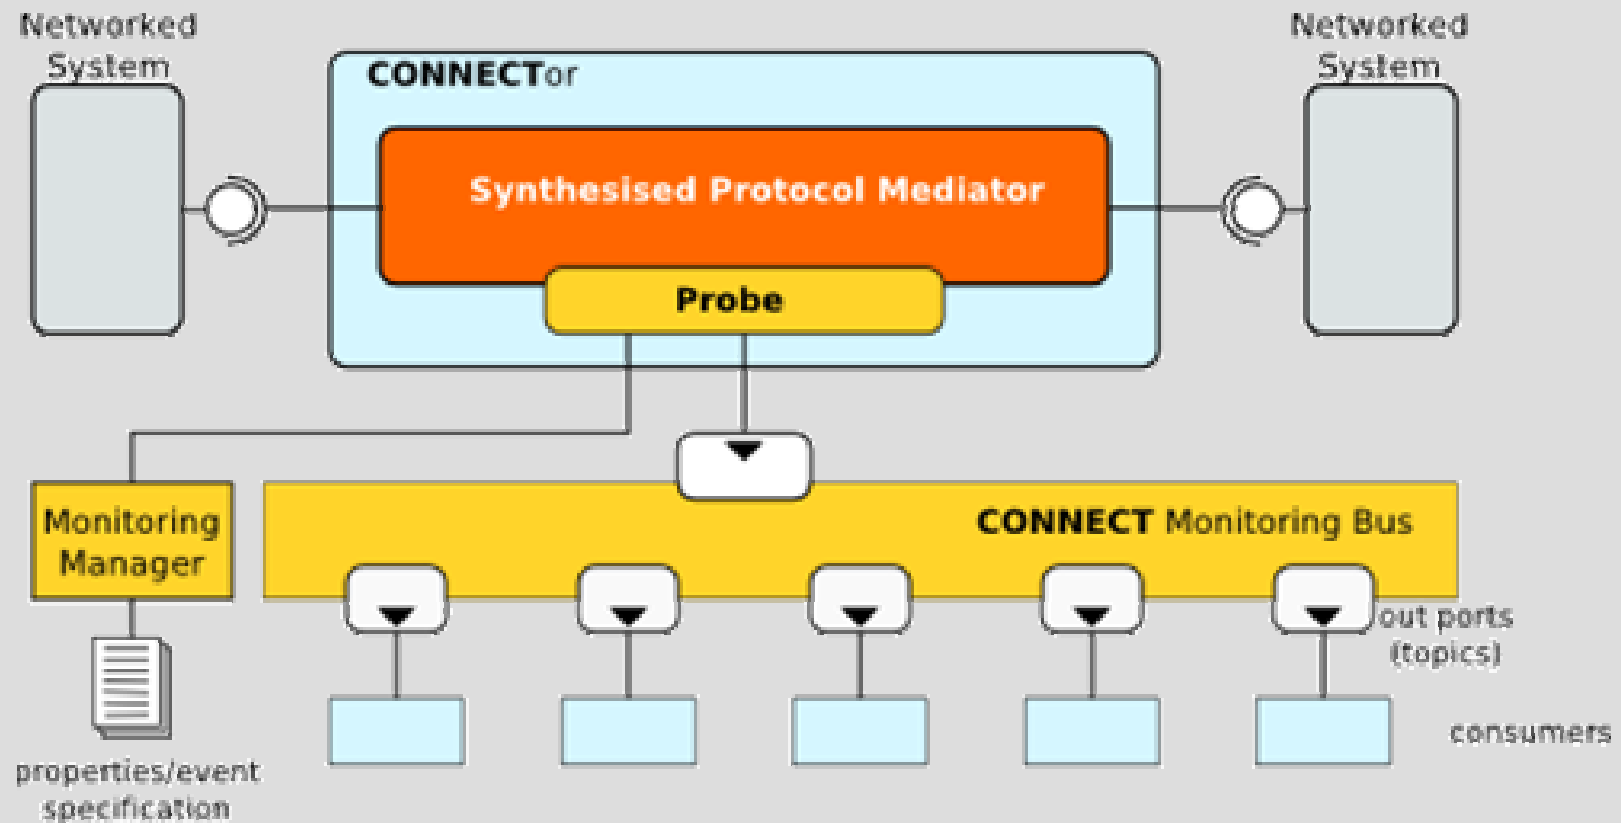 Networked
System
Networked
System
CONNECTor
Synthesised Protocol Mediator
Probe
Monitoring
Manager
CONNECT Monitoring Bus
out ports
(topics)
consumers
properties/event
specification